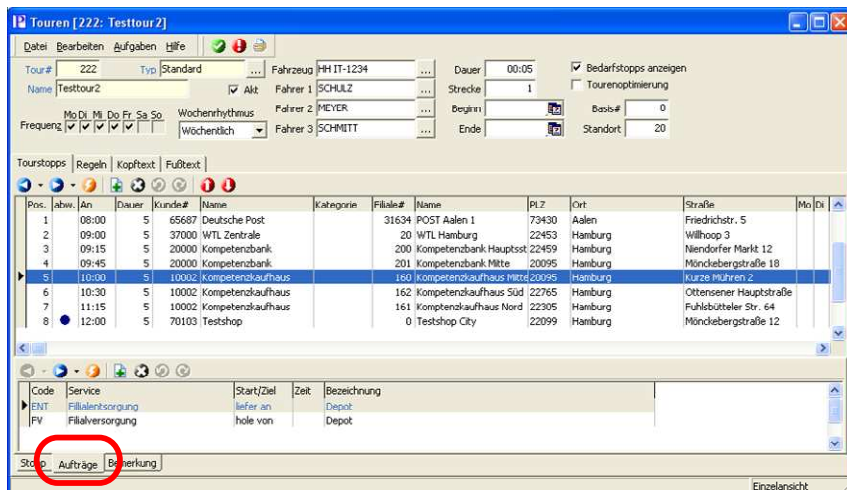 Touren [222: Testtour2]
Datei Bearbeiten Aufgaben Hilfe
Tour# 222 Typ Standard ... Fahrzeug HH IT-1234 ... Dauer 00:05 Bedarfstopps anzeigen
Name Testtour2 Akt Fahrer 1 SCHULZ ... Strecke 1 Tourenoptimierung
Mo Di Mi Do Fr Sa So Wochenrhythmus Fahrer 2 MEYER ... Beginn Basis# 0
Frequenz Wöchentlich Fahrer 3 SCHMITT ... Ende Standort 20
Tourstopps Regeln Kopftext Fußtext
Pos. abw. An Dauer Kunde# Name Kategorie Filiale# Name PLZ Ort Straße Mo Di
1 08:00 5 65687 Deutsche Post 31634 POST Aalen 1 73430 Aalen Friedrichstr. 5
2 09:00 5 37000 WTL Zentrale 20 WTL Hamburg 22453 Hamburg Willhoop 3
3 09:15 5 20000 Kompetenzbank 200 Kompetenzbank Hauptsst 22459 Hamburg Niendorfer Markt 12
4 09:45 5 20000 Kompetenzbank 201 Kompetenzbank Mitte 20095 Hamburg Mönckebergstraße 18
5 10:00 5 10002 Kompetenzkaufhaus 160 Kompetenzkaufhaus Mitte 20095 Hamburg Kurze Mühren 2
6 10:30 5 10002 Kompetenzkaufhaus 162 Kompetenzkaufhaus Süd 22765 Hamburg Ottensener Hauptstraße
7 11:15 5 10002 Kompetenzkaufhaus 161 Komptenzkaufhaus Nord 22305 Hamburg Fuhlsbütteler Str. 64
8 12:00 5 70103 Testshop 0 Testshop City 22099 Hamburg Mönckebergstraße 12
Code Service Start/Ziel Zeit Bezeichnung
ENT Fillialentsorgung liefer an Depot
FV Filialversorgung hole von Depot
Stopp Aufträge Bemerkung
Einzelansicht